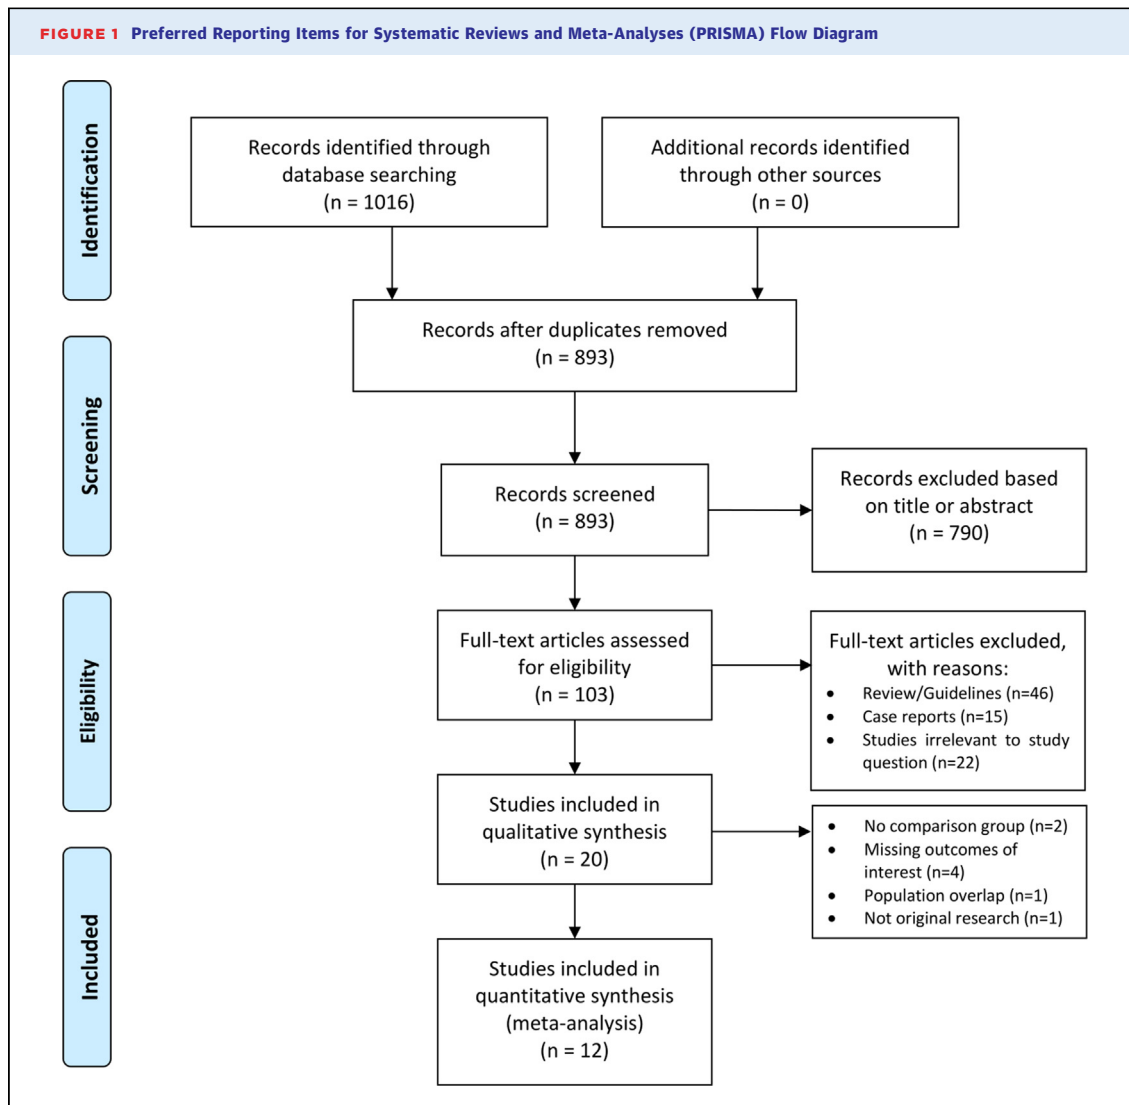 FIGURE 1 Preferred Reporting Items for Systematic Reviews and Meta-Analyses (PRISMA) Flow Diagram
Identification
Records identified through
database searching
(n = 1016)
Additional records identified
through other sources
(n = 0)
Records after duplicates removed
(n = 893)
Screening
Records screened
(n = 893)
Records excluded based
on title or abstract
(n = 790)
Eligibility
Full-text articles assessed
for eligibility
(n = 103)
Full-text articles excluded,
with reasons:
• Review/Guidelines (n=46)
• Case reports (n=15)
• Studies irrelevant to study
question (n=22)
Studies included in
qualitative synthesis
(n = 20)
• No comparison group (n=2)
• Missing outcomes of
interest (n=4)
• Population overlap (n=1)
• Not original research (n=1)
Included
Studies included in
quantitative synthesis
(meta-analysis)
(n = 12)